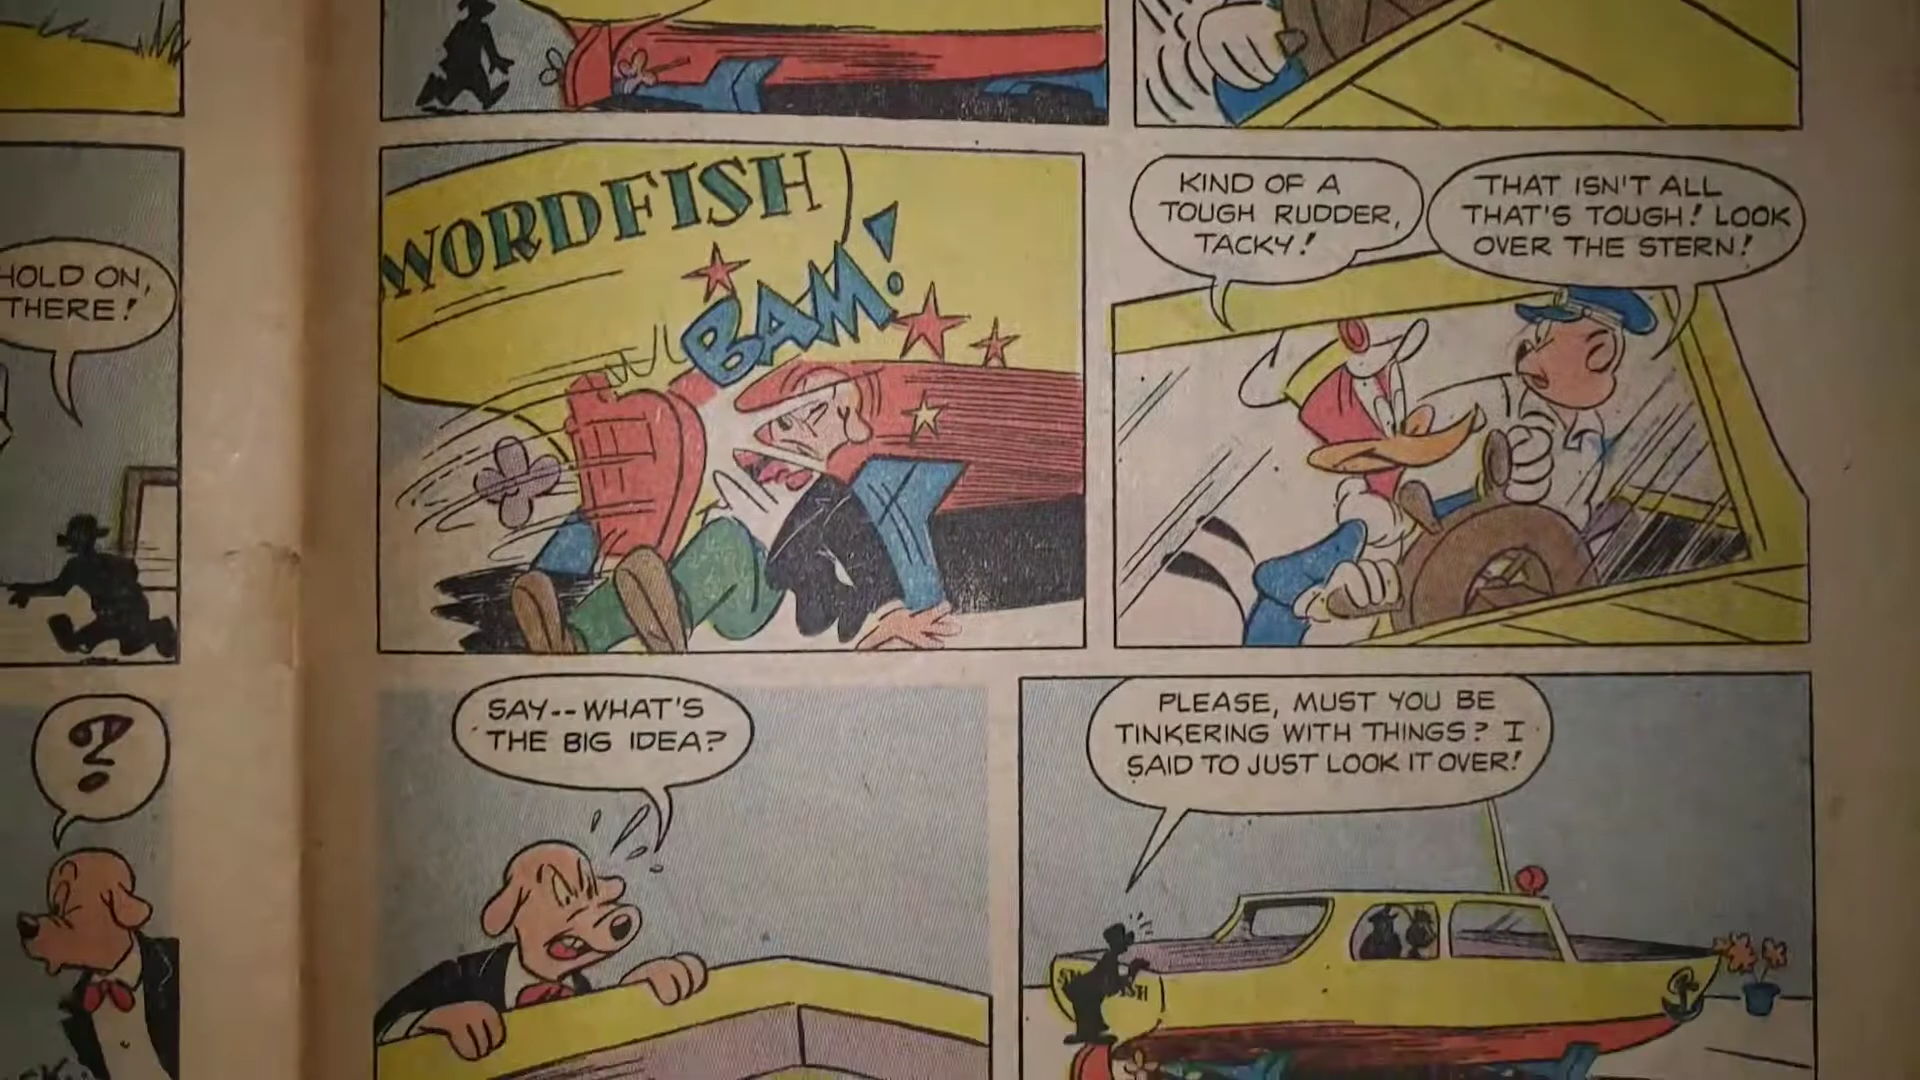 HOLD ON,
THERE!
?
WORDFISH
BAM!
KIND OF A
TOUGH RUDDER,
TACKY!
THAT ISN'T ALL
THAT'S TOUGH! LOOK
OVER THE STERN!
SAY--WHAT'S
THE BIG IDEA?
PLEASE, MUST YOU BE
TINKERING WITH THINGS? I
SAID TO JUST LOOK IT OVER!